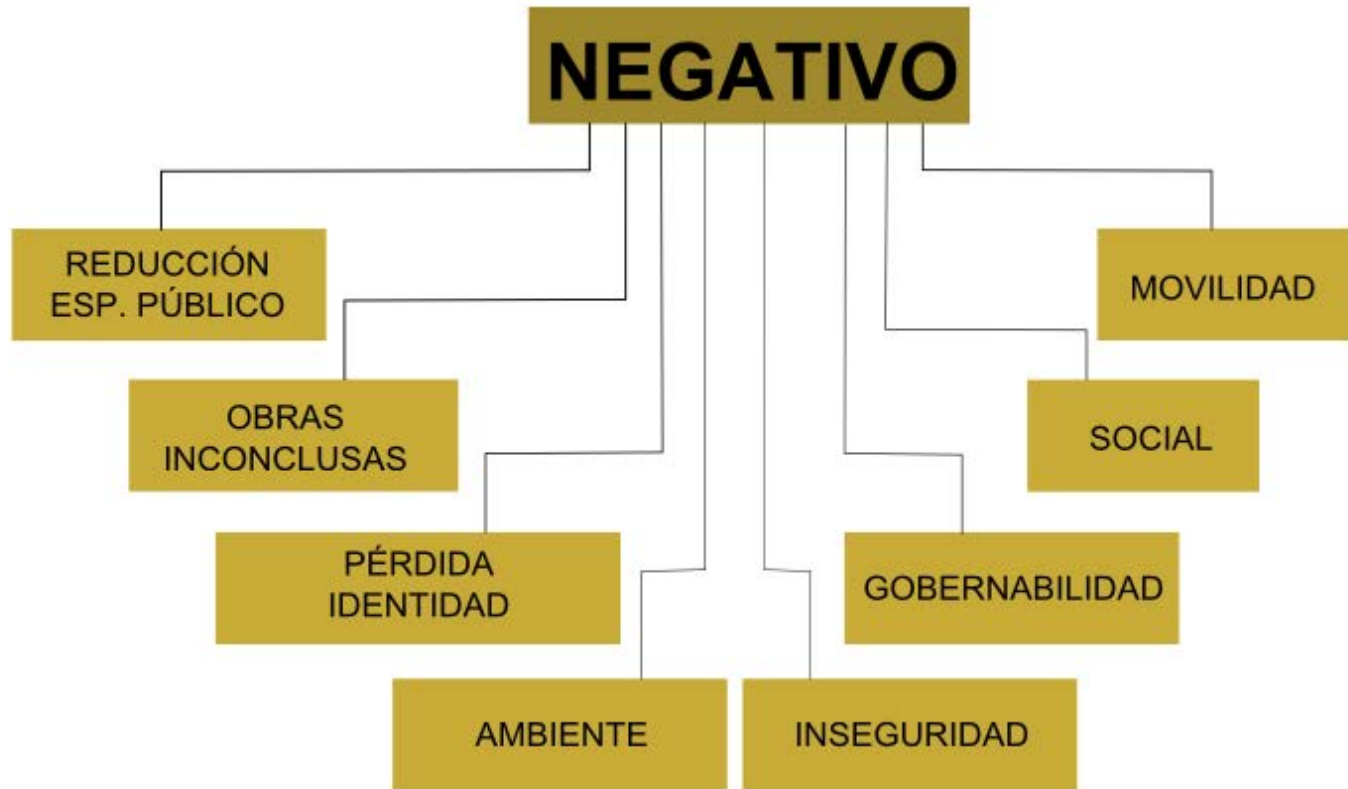 NEGATIVO
REDUCCIÓN
ESP. PÚBLICO
MOVILIDAD
OBRAS
INCONCLUSAS
SOCIAL
PÉRDIDA
IDENTIDAD
GOBERNABILIDAD
AMBIENTE
INSEGURIDAD